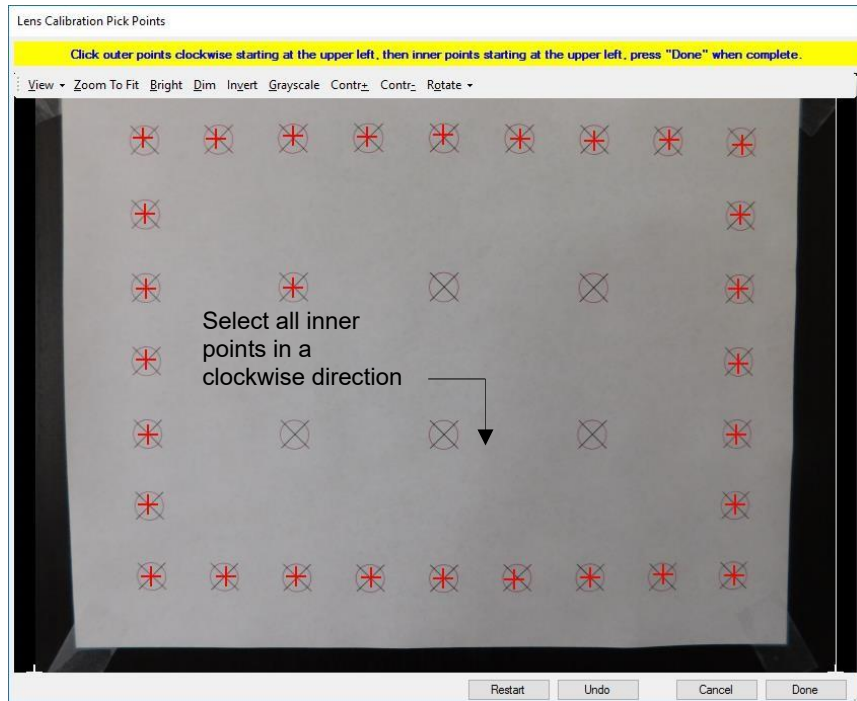 Lens Calibration Pick Points
Click outer points clockwise starting at the upper left, then inner points starting at the upper left, press "Done" when complete.
View Zoom To Fit Bright Dim Invert Grayscale Contr+ Contr- Rotate
Select all inner
points in a
clockwise direction
Restart Undo Cancel Done